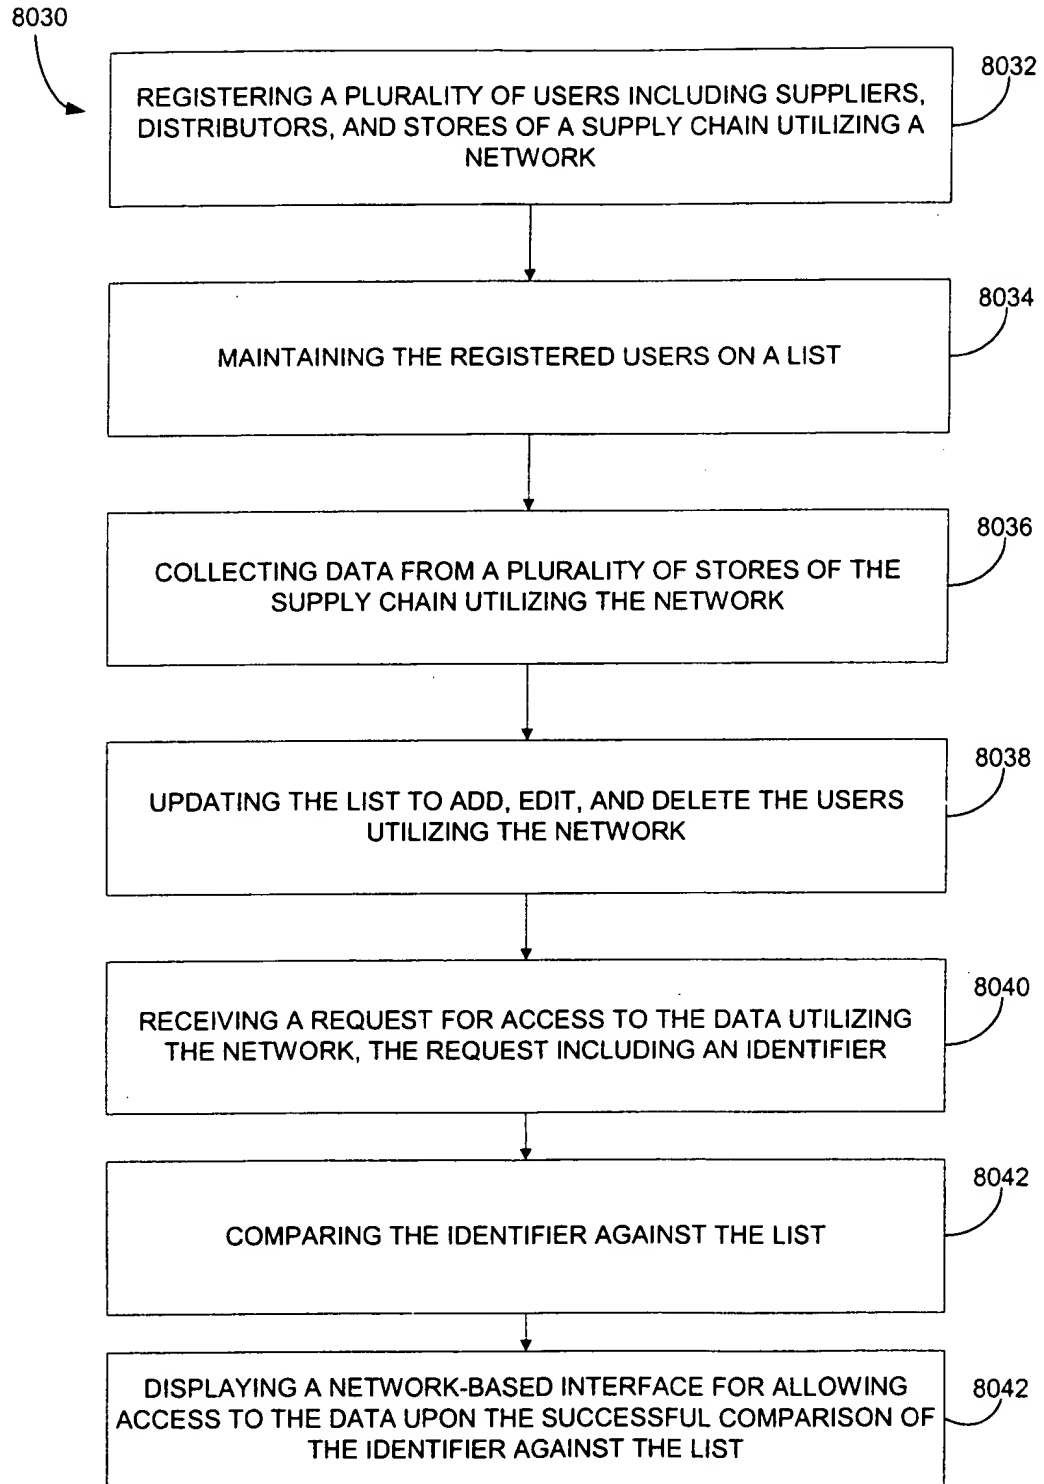 8030
8032
REGISTERING A PLURALITY OF USERS INCLUDING SUPPLIERS,
DISTRIBUTORS, AND STORES OF A SUPPLY CHAIN UTILIZING A
NETWORK
8034
MAINTAINING THE REGISTERED USERS ON A LIST
8036
COLLECTING DATA FROM A PLURALITY OF STORES OF THE
SUPPLY CHAIN UTILIZING THE NETWORK
8038
UPDATING THE LIST TO ADD, EDIT, AND DELETE THE USERS
UTILIZING THE NETWORK
8040
RECEIVING A REQUEST FOR ACCESS TO THE DATA UTILIZING
THE NETWORK, THE REQUEST INCLUDING AN IDENTIFIER
8042
COMPARING THE IDENTIFIER AGAINST THE LIST
8042
DISPLAYING A NETWORK-BASED INTERFACE FOR ALLOWING
ACCESS TO THE DATA UPON THE SUCCESSFUL COMPARISON OF
THE IDENTIFIER AGAINST THE LIST